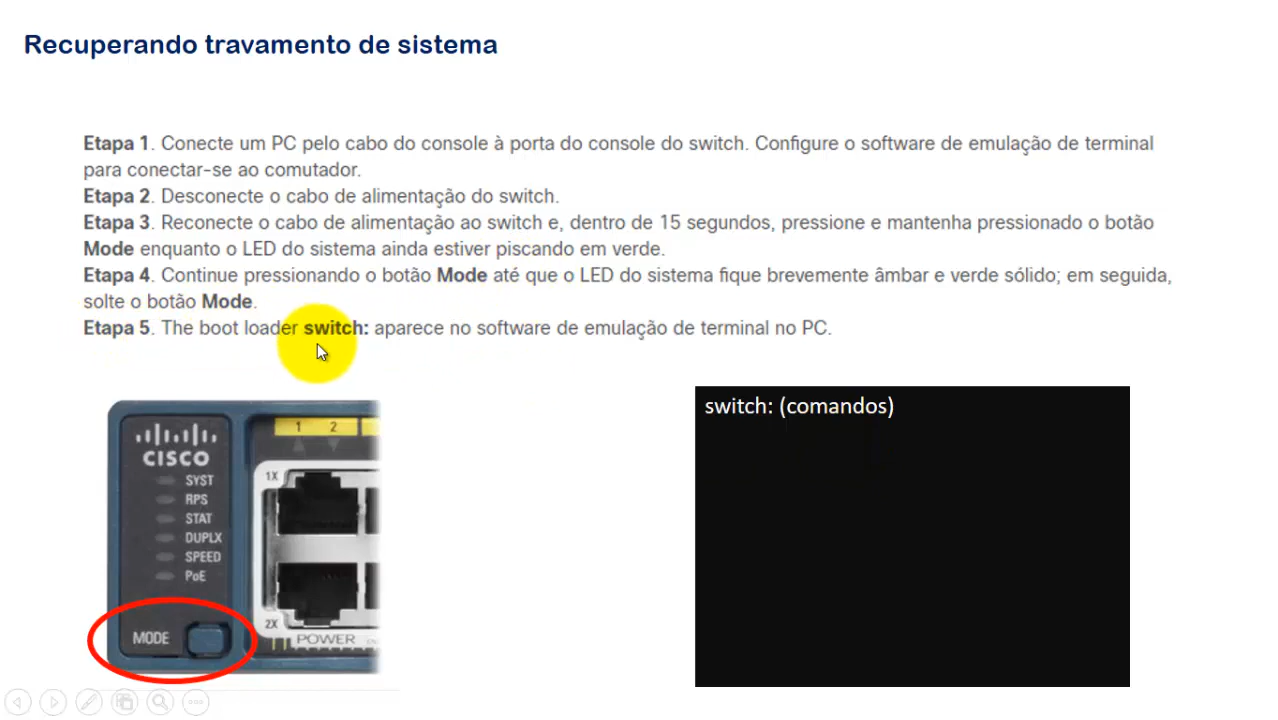 Recuperando travamento de sistema
Etapa 1. Conecte um PC pelo cabo do console à porta do console do switch. Configure o software de emulação de terminal
para conectar-se ao comutador.
Etapa 2. Desconecte o cabo de alimentação do switch.
Etapa 3. Reconecte o cabo de alimentação ao switch e, dentro de 15 segundos, pressione e mantenha pressionado o botão
Mode enquanto o LED do sistema ainda estiver piscando em verde.
Etapa 4. Continue pressionando o botão Mode até que o LED do sistema fique brevemente âmbar e verde sólido; em seguida,
solte o botão Mode.
Etapa 5. The boot loader switch: aparece no software de emulação de terminal no PC.
switch: (comandos)
CISCO
SYST
RPS
STAT
DUPLX
SPEED
PoE
MODE
1 2
1X
2X
POWER